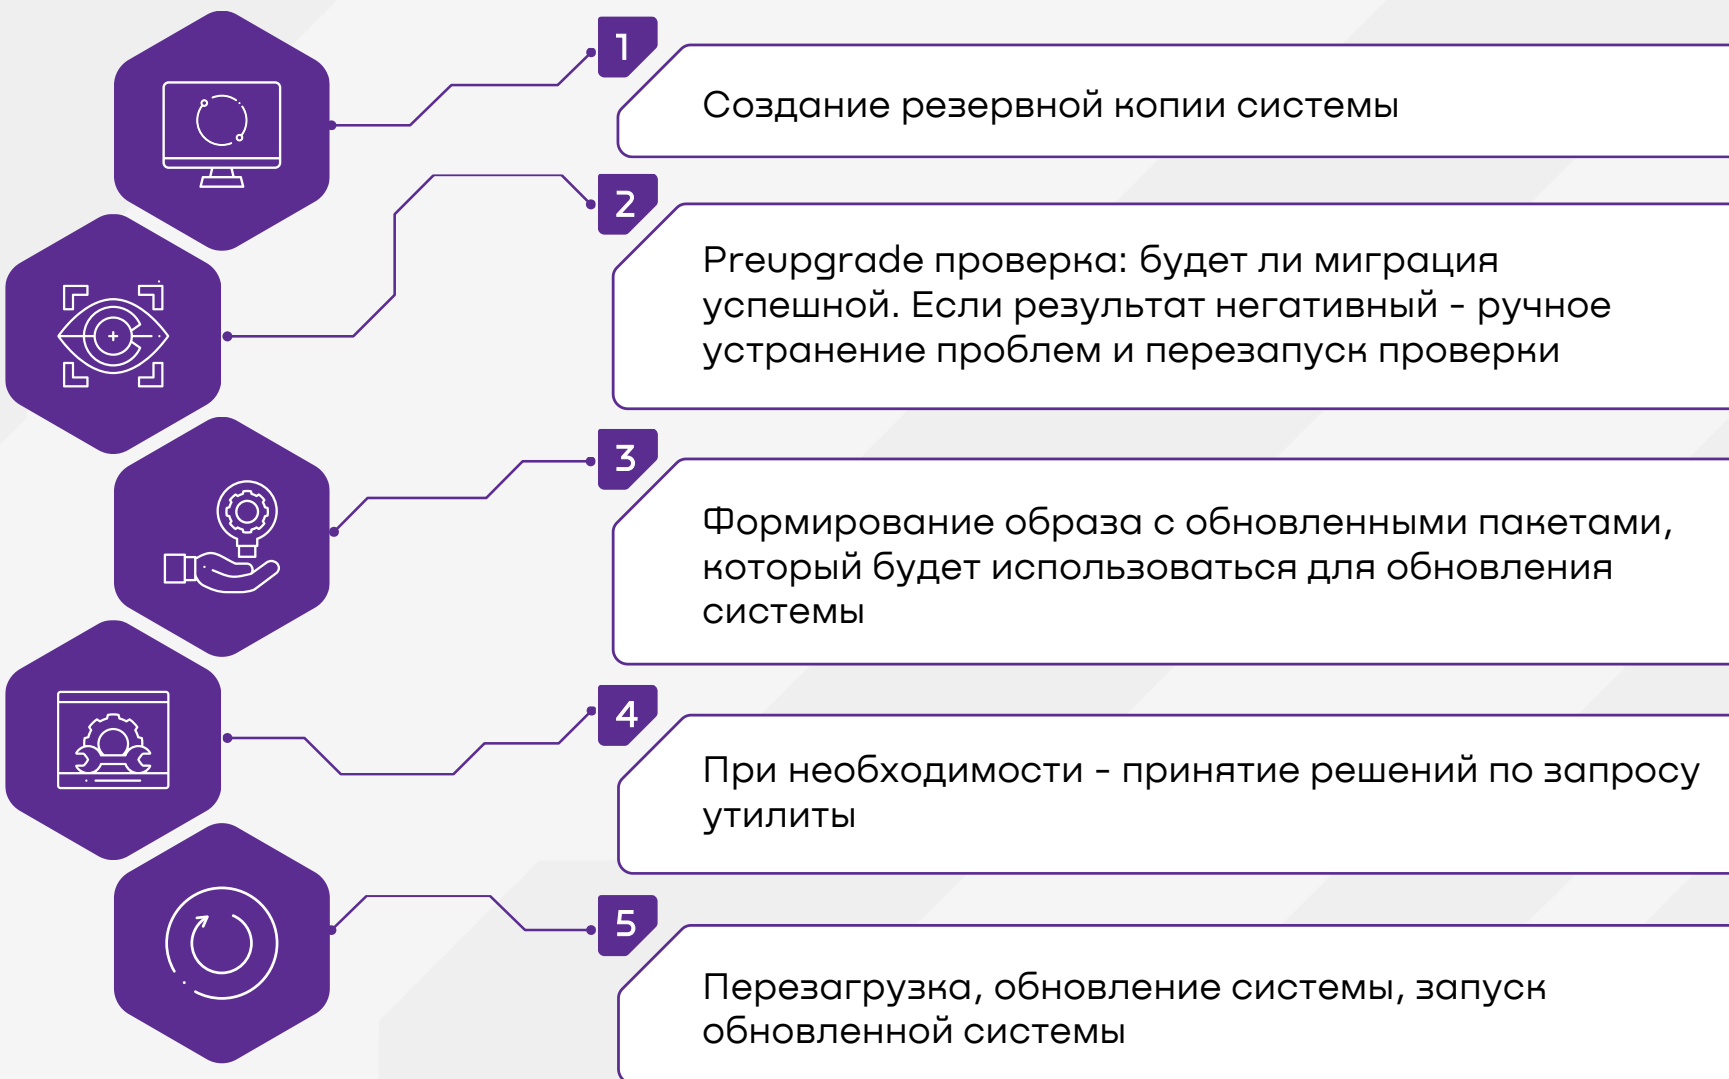 1
Создание резервной копии системы
2
Preupgrade проверка: будет ли миграция
успешной. Если результат негативный - ручное
устранение проблем и перезапуск проверки
3
Формирование образа с обновленными пакетами,
который будет использоваться для обновления
системы
4
При необходимости - принятие решений по запросу
утилиты
5
Перезагрузка, обновление системы, запуск
обновленной системы